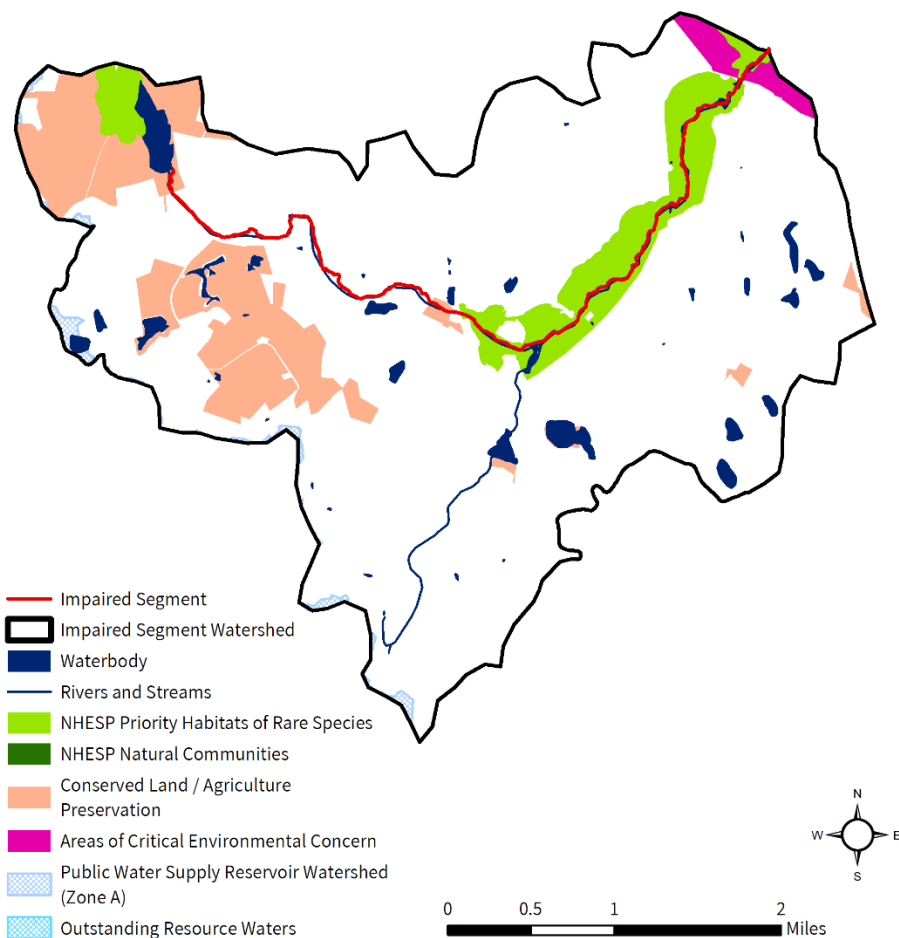 Impaired Segment
Impaired Segment Watershed
Waterbody
Rivers and Streams
NHESP Priority Habitats of Rare Species
NHESP Natural Communities
Conserved Land / Agriculture
Preservation
Areas of Critical Environmental Concern
Public Water Supply Reservoir Watershed
(Zone A)
Outstanding Resource Waters
N
W E
S
0 0.5 1 2
Miles